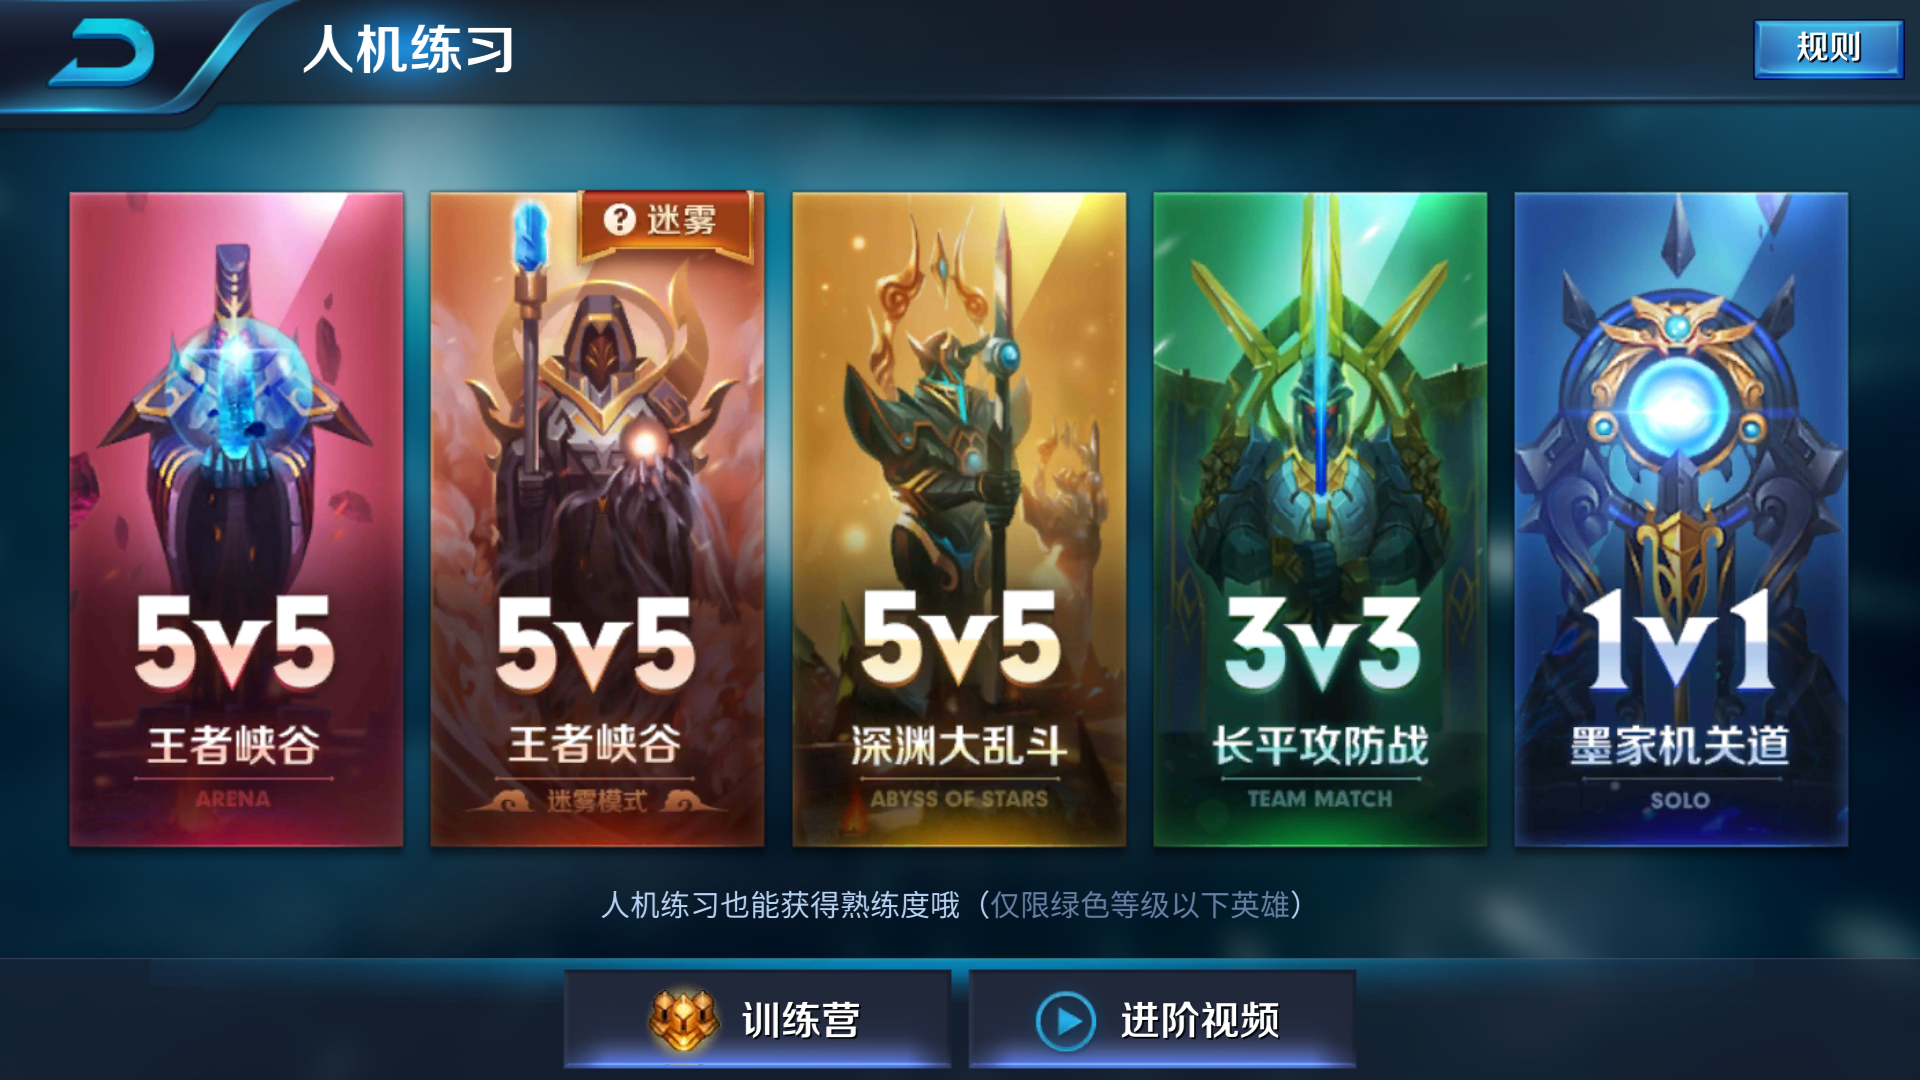 人机练习
规则
5v5
王者峡谷
ARENA
? 迷雾
5v5
王者峡谷
迷雾模式
5v5
深渊大乱斗
ABYSS OF STARS
3v3
长平攻防战
TEAM MATCH
1v1
墨家机关道
SOLO
人机练习也能获得熟练度哦（仅限绿色等级以下英雄）
训练营
进阶视频